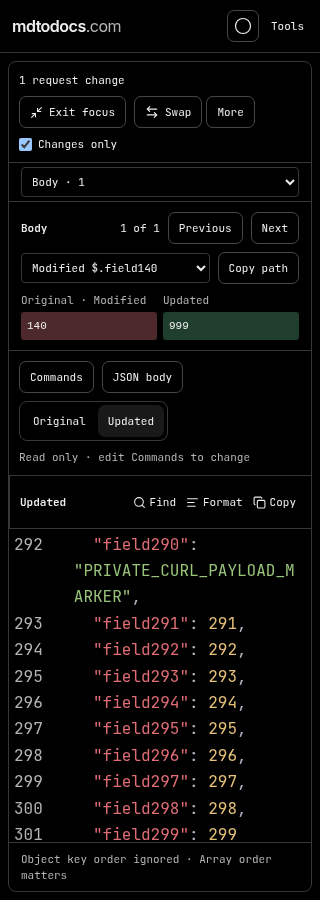 mdtodocs.com
Tools
1 request change
Exit focus
Swap
More
Changes only
Body · 1
Body
1 of 1
Previous
Next
Modified $.field140
Copy path
Original · Modified
Updated
140
999
Commands
JSON body
Original
Updated
Read only · edit Commands to change
Updated
Find
Format
Copy
292 "field290":
"PRIVATE_CURL_PAYLOAD_M
ARKER",
293 "field291": 291,
294 "field292": 292,
295 "field293": 293,
296 "field294": 294,
297 "field295": 295,
298 "field296": 296,
299 "field297": 297,
300 "field298": 298,
301 "field299": 299
Object key order ignored · Array order
matters